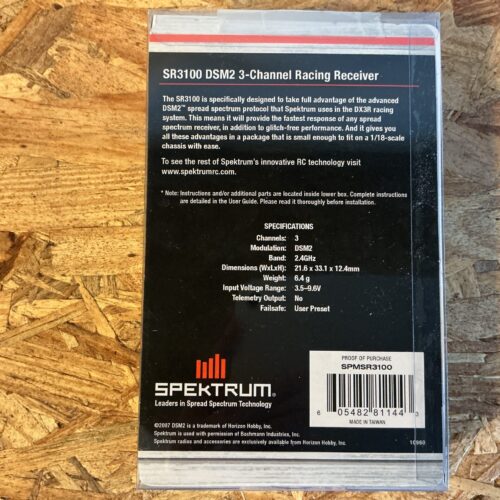 SR3100 DSM2 3-Channel Racing Receiver
The SR3100 is specifically designed to take full advantage of the advanced
DSM2™ spread spectrum protocol that Spektrum uses in the DX3R racing
system. This means it will provide the fastest response of any spread
spectrum receiver, in addition to glitch-free performance. And it gives you
all these advantages in a package that is small enough to fit on a 1/18-scale
chassis with ease.
To see the rest of Spektrum's innovative RC technology visit
www.spektrumrc.com.
* Note: Instructions and/or additional parts are located inside lower box. Complete instructions
are detailed in the User Guide. Please read it thoroughly before installation.
SPECIFICATIONS
Channels: 3
Modulation: DSM2
Band: 2.4GHz
Dimensions (WxLxH): 21.6 x 33.1 x 12.4mm
Weight: 6.4 g
Input Voltage Range: 3.5–9.6V
Telemetry Output: No
Failsafe: User Preset
SPEKTRUM®
Leaders in Spread Spectrum Technology
PROOF OF PURCHASE
SPMSR3100
6 05482 81144 3
MADE IN TAIWAN
©2007 DSM2 is a trademark of Horizon Hobby, Inc.
Spektrum is used with permission of Bachmann Industries, Inc.
Spektrum radios and accessories are exclusively available from Horizon Hobby, Inc.